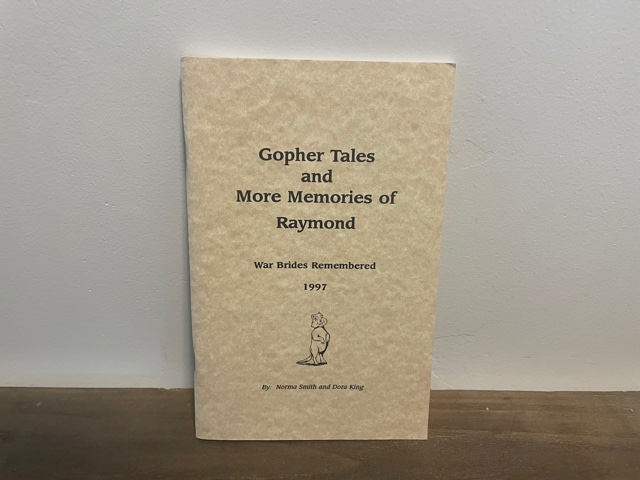 Gopher Tales
and
More Memories of
Raymond
War Brides Remembered
1997
By: Norma Smith and Dora King